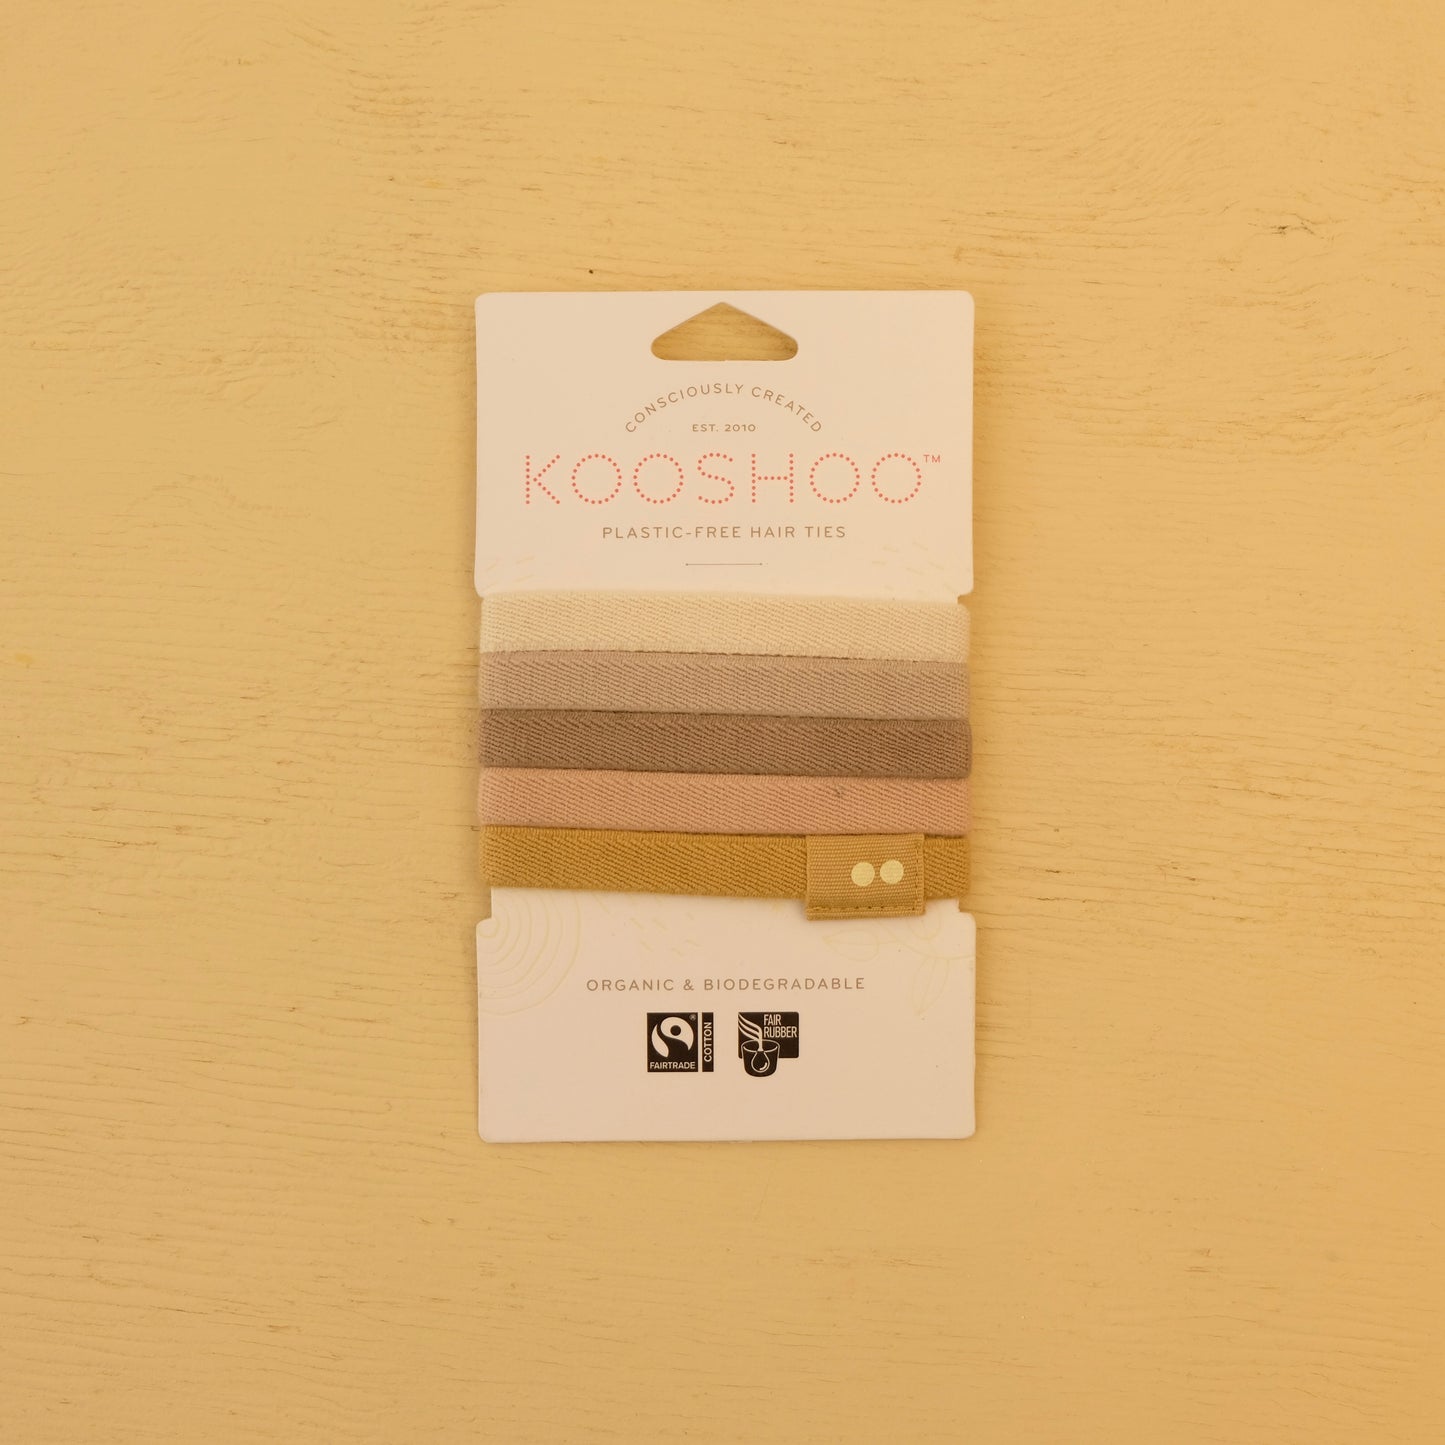 CONSCIOUSLY CREATED
EST. 2010
KOOSHOO™
PLASTIC-FREE HAIR TIES
ORGANIC & BIODEGRADABLE
®
FAIRTRADE
COTTON
FAIR
RUBBER